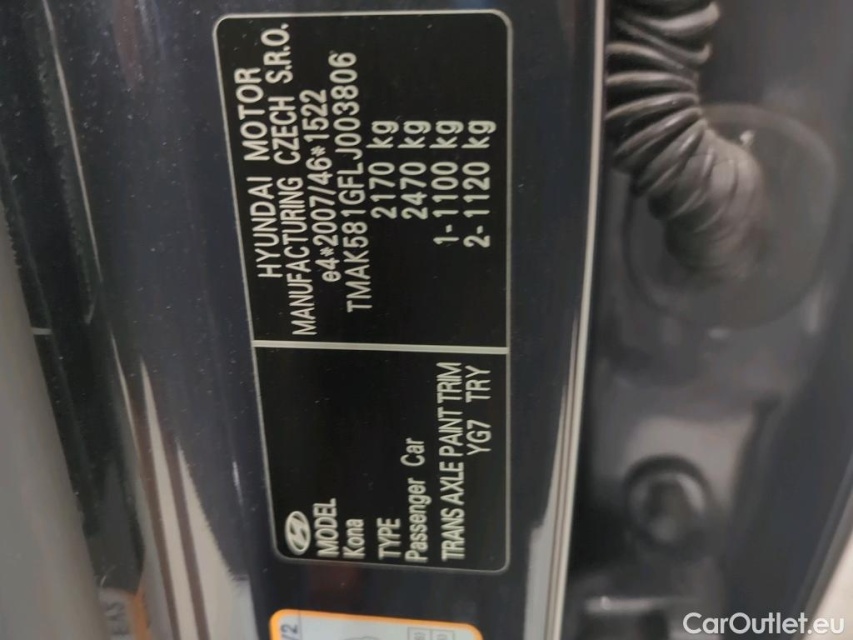 HYUNDAI MOTOR
MANUFACTURING CZECH S.R.O.
e4*2007/46*1522
TMAK581GFLJ003806
2170 kg
2470 kg
1- 1100 kg
2- 1120 kg
MODEL
Kona
TYPE
Passenger Car
TRANS AXLE PAINT TRIM
YG7 TRY
CarOutlet.eu